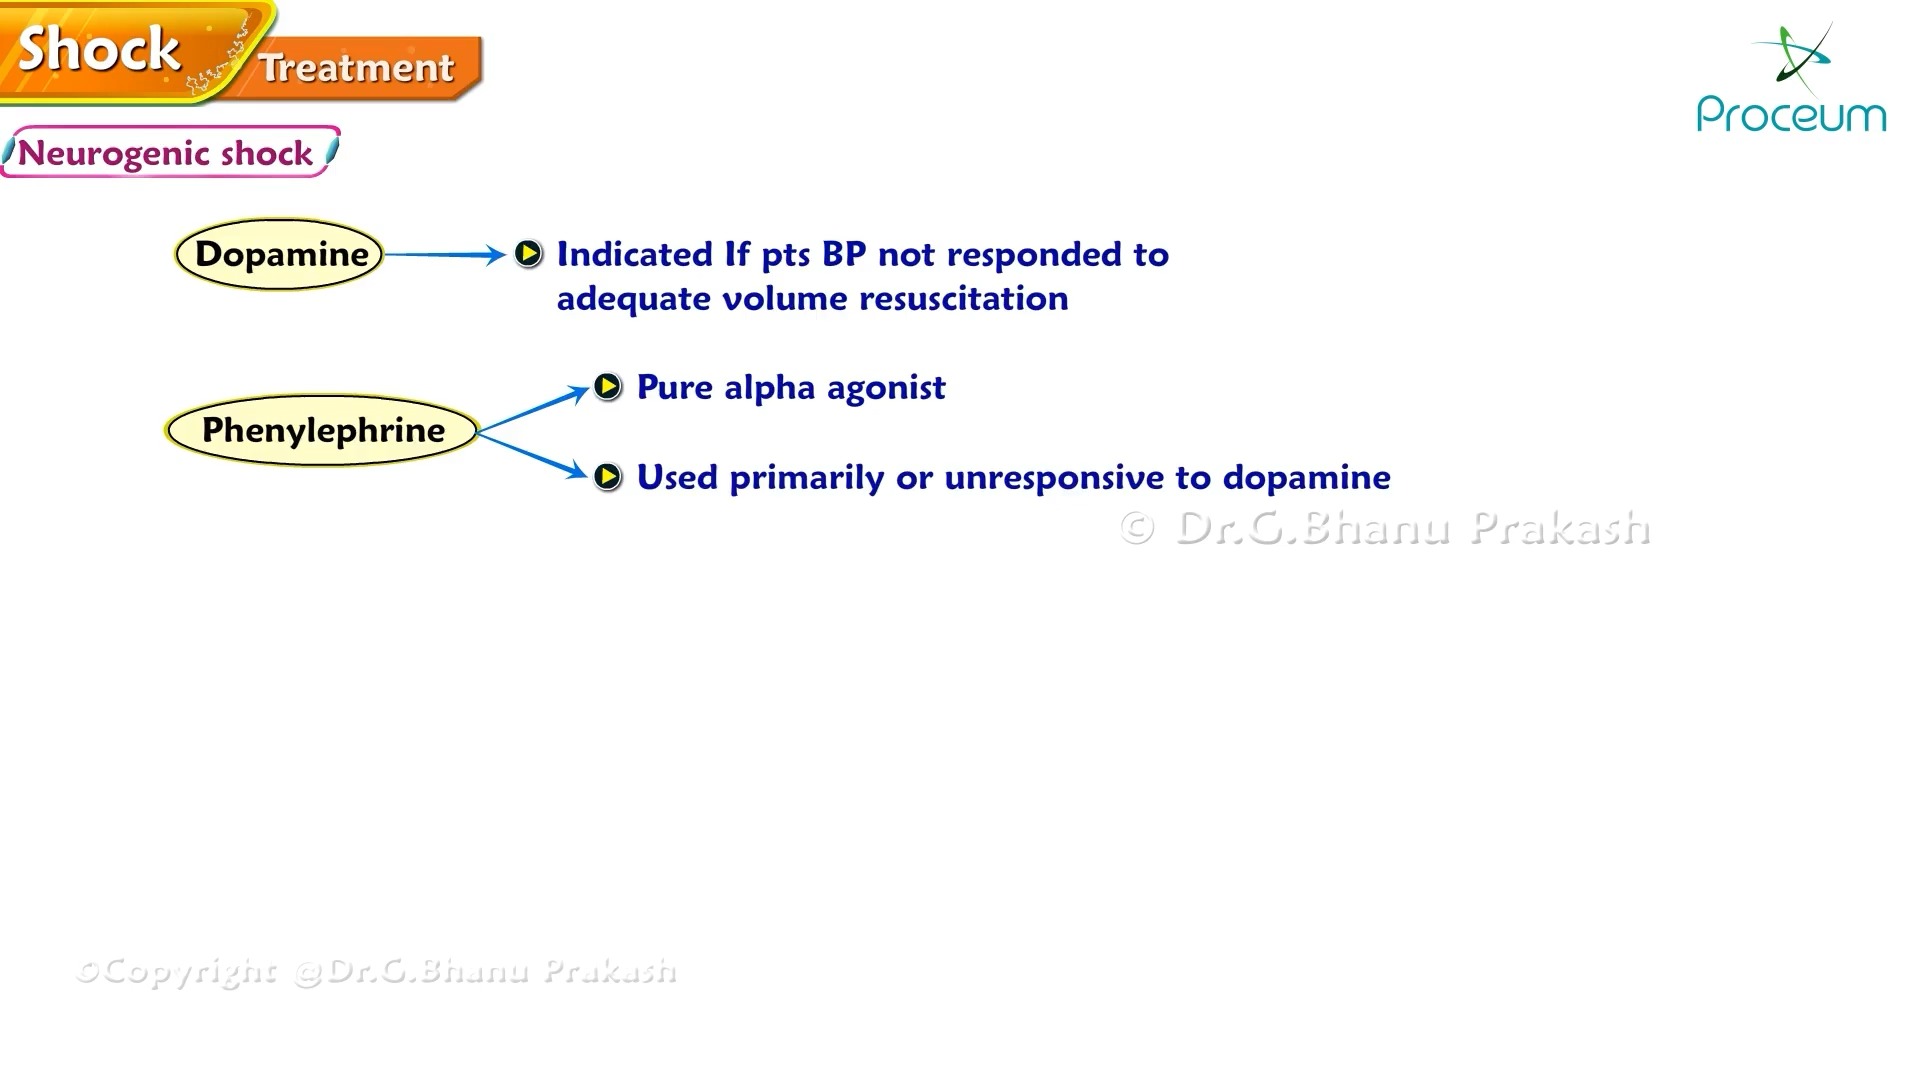 Shock
Treatment
Proceum
Neurogenic shock
Dopamine
Indicated If pts BP not responded to
adequate volume resuscitation
Phenylephrine
Pure alpha agonist
Used primarily or unresponsive to dopamine
© Dr.G.Bhanu Prakash
©Copyright @Dr.G.Bhanu Prakash